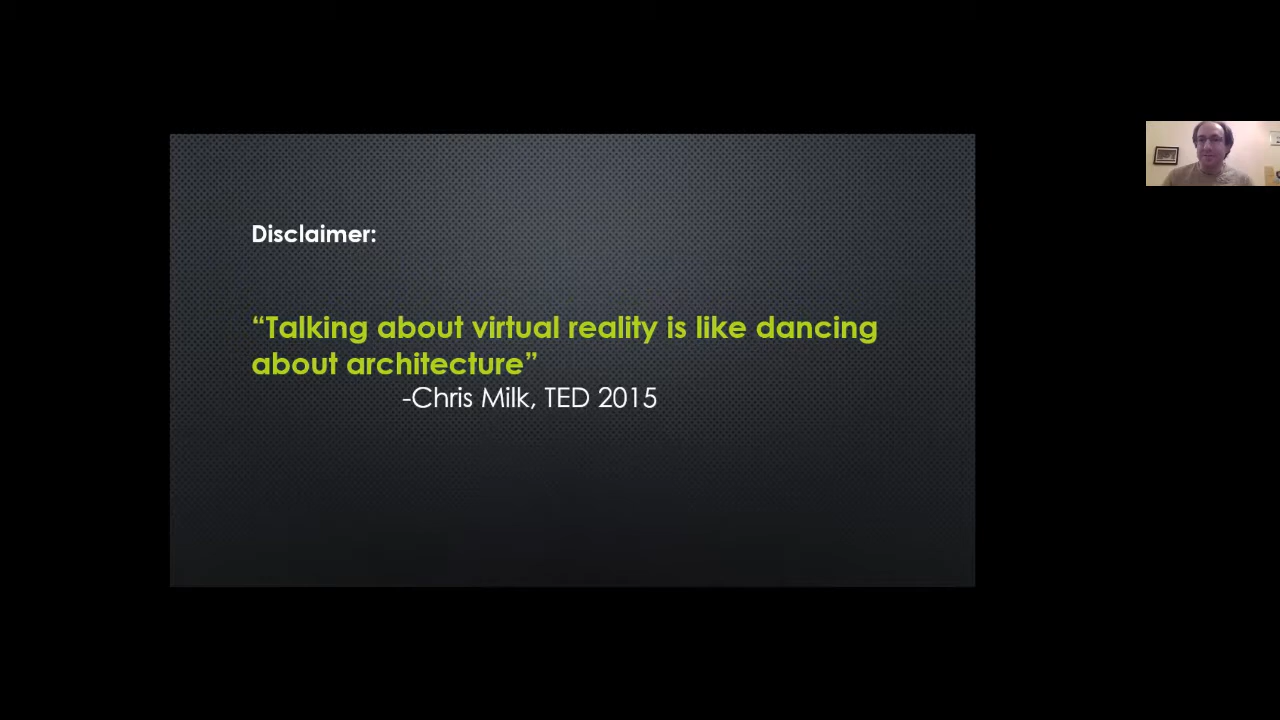 Disclaimer:
“Talking about virtual reality is like dancing
about architecture”
-Chris Milk, TED 2015